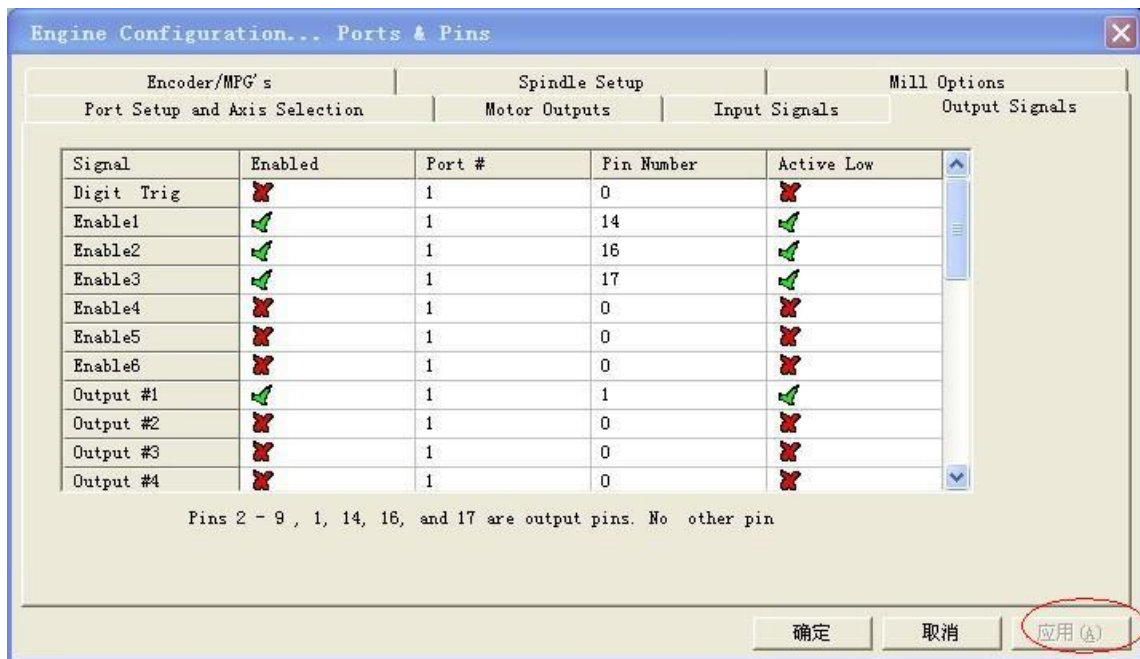 Engine Configuration... Ports & Pins
Encoder/MPG's Spindle Setup Mill Options
Port Setup and Axis Selection Motor Outputs Input Signals Output Signals
Signal Enabled Port # Pin Number Active Low
Digit Trig 1 0
Enable1 1 14
Enable2 1 16
Enable3 1 17
Enable4 1 0
Enable5 1 0
Enable6 1 0
Output #1 1 1
Output #2 1 0
Output #3 1 0
Output #4 1 0
Pins 2 - 9 , 1, 14, 16, and 17 are output pins. No other pin
确定 取消 应用(A)